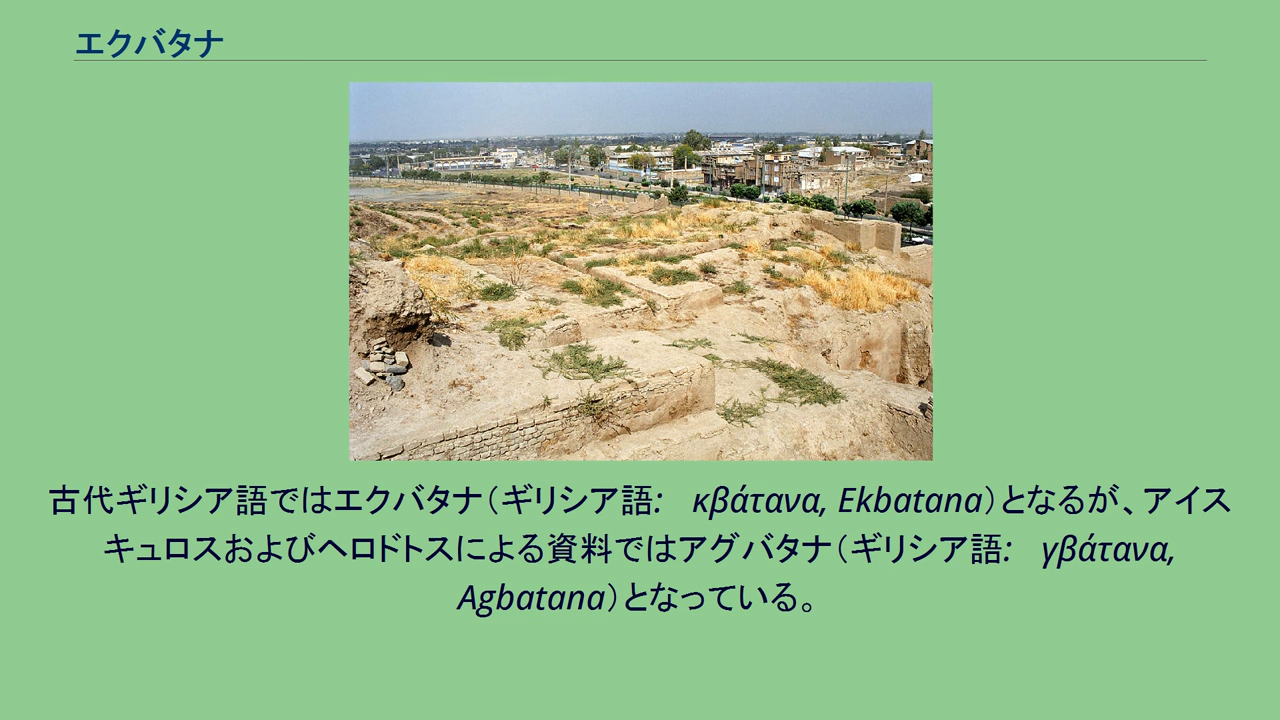 エクバタナ
古代ギリシア語ではエクバタナ（ギリシア語:　κβάτανα, Ekbatana）となるが、アイス
キュロスおよびヘロドトスによる資料ではアグバタナ（ギリシア語:　γβάτανα,
Agbatana）となっている。